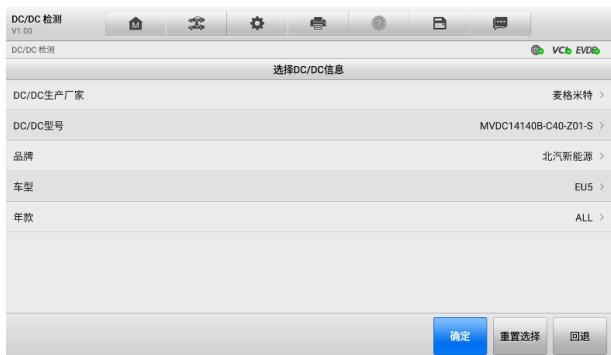 DC/DC 检测
V1.00
DC/DC 检测
VCI EVDB
选择DC/DC信息
DC/DC生产厂家 麦格米特
DC/DC型号 MVDC14140B-C40-Z01-S
品牌 北汽新能源
车型 EU5
年款 ALL
确定 重置选择 回退